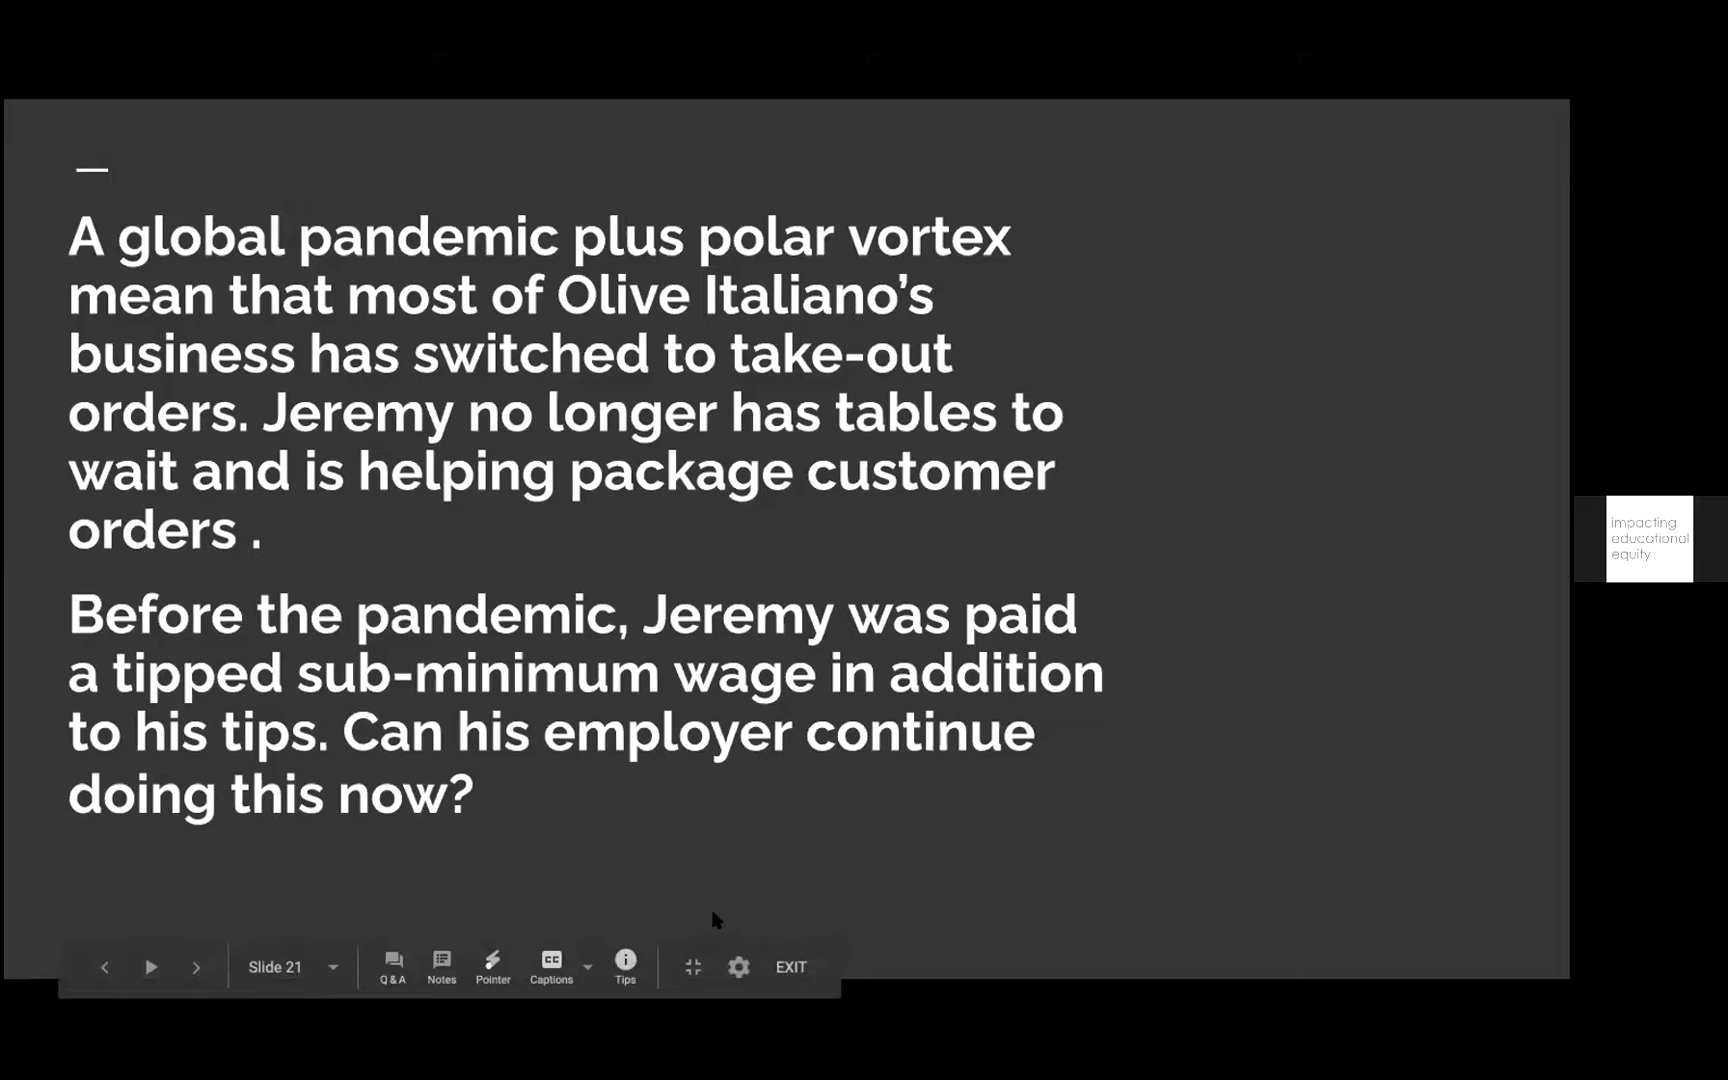 A global pandemic plus polar vortex
mean that most of Olive Italiano’s
business has switched to take-out
orders. Jeremy no longer has tables to
wait and is helping package customer
orders .
Before the pandemic, Jeremy was paid
a tipped sub-minimum wage in addition
to his tips. Can his employer continue
doing this now?
impacting
educational
equity
Slide 21
Q & A
Notes
Pointer
CC
Captions
Tips
EXIT